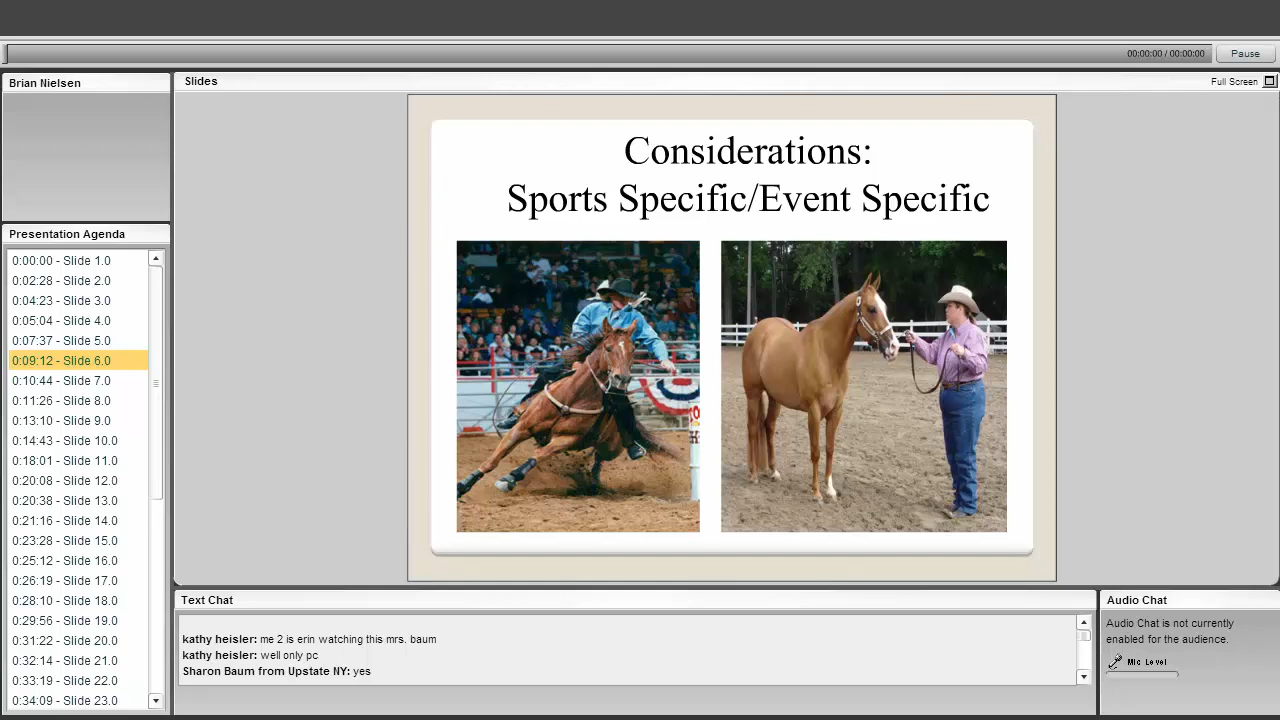 00:00:00 / 00:00:00
Pause
Brian Nielsen
Slides
Full Screen
Considerations:
Sports Specific/Event Specific
Presentation Agenda
0:00:00 - Slide 1.0
0:02:28 - Slide 2.0
0:04:23 - Slide 3.0
0:05:04 - Slide 4.0
0:07:37 - Slide 5.0
0:09:12 - Slide 6.0
0:10:44 - Slide 7.0
0:11:26 - Slide 8.0
0:13:10 - Slide 9.0
0:14:43 - Slide 10.0
0:18:01 - Slide 11.0
0:20:08 - Slide 12.0
0:20:38 - Slide 13.0
0:21:16 - Slide 14.0
0:23:28 - Slide 15.0
0:25:12 - Slide 16.0
0:26:19 - Slide 17.0
0:28:10 - Slide 18.0
0:29:56 - Slide 19.0
0:31:22 - Slide 20.0
0:32:14 - Slide 21.0
0:33:19 - Slide 22.0
0:34:09 - Slide 23.0
Text Chat
kathy heisler: me 2 is erin watching this mrs. baum
kathy heisler: well only pc
Sharon Baum from Upstate NY: yes
Audio Chat
Audio Chat is not currently
enabled for the audience.
Mic Level